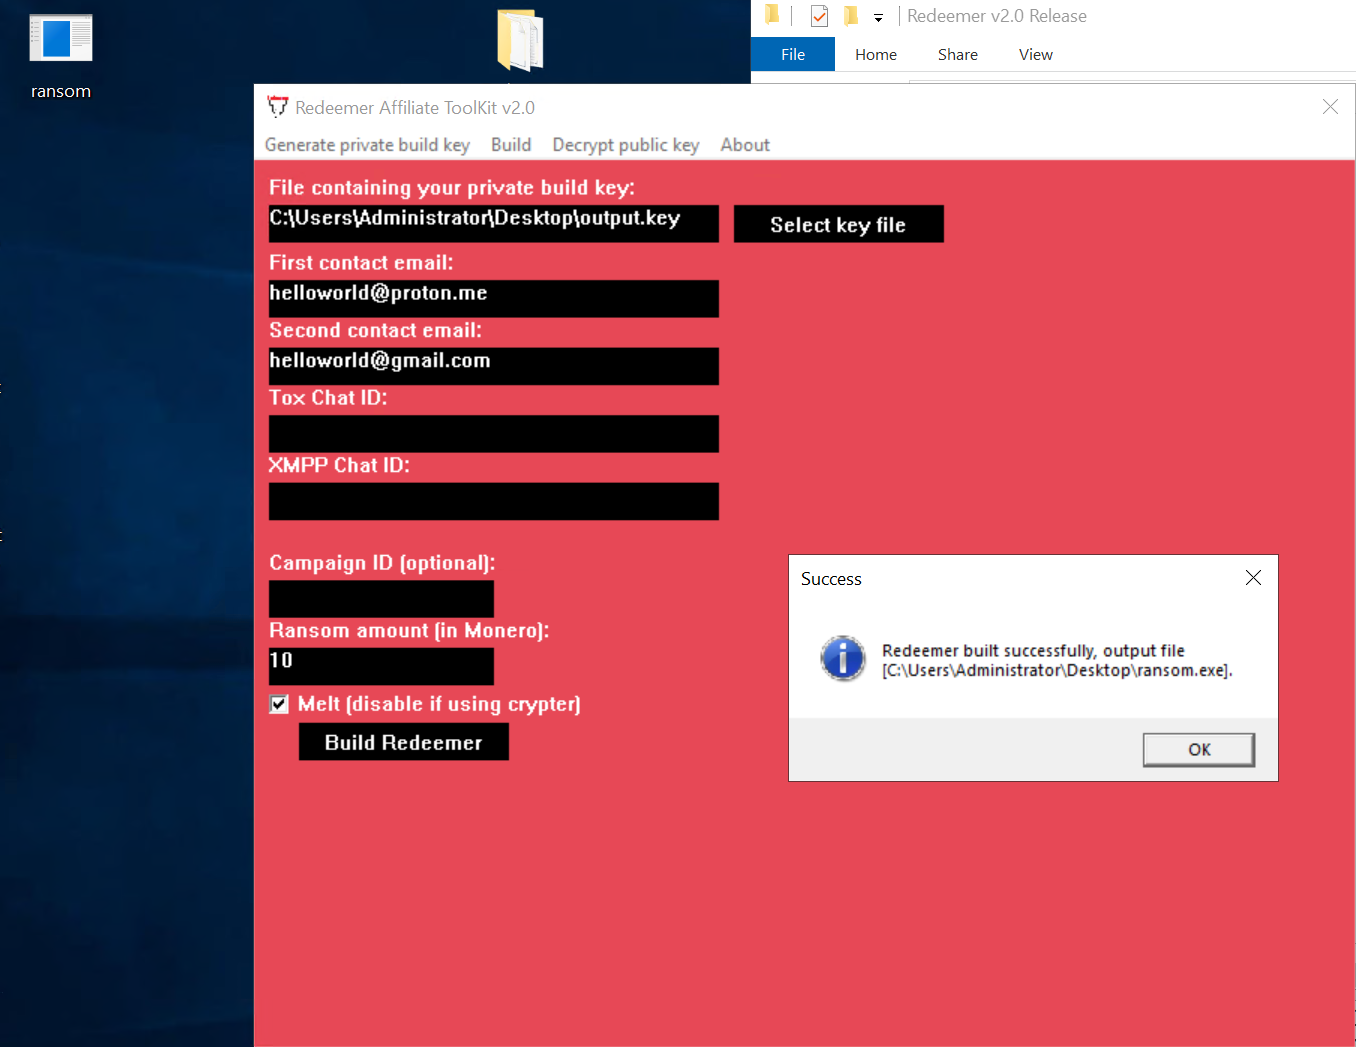 ransom
Redeemer v2.0 Release
File Home Share View
Redeemer Affiliate ToolKit v2.0
Generate private build key Build Decrypt public key About
File containing your private build key:
C:\Users\Administrator\Desktop\output.key
Select key file
First contact email:
helloworld@proton.me
Second contact email:
helloworld@gmail.com
Tox Chat ID:
XMPP Chat ID:
Campaign ID (optional):
Ransom amount (in Monero):
10
Melt (disable if using crypter)
Build Redeemer
Success
Redeemer built successfully, output file
[C:\Users\Administrator\Desktop\ransom.exe].
OK